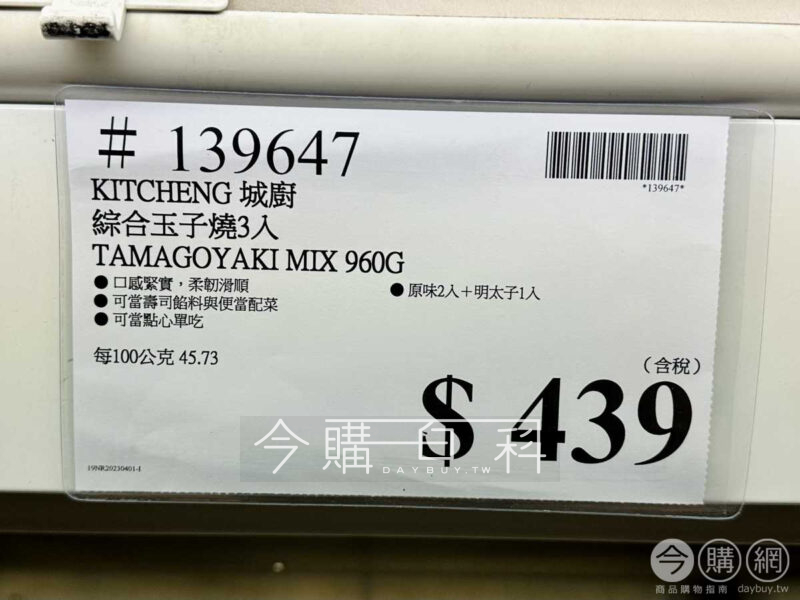 # 139647
*139647*
KITCHENG 城廚
綜合玉子燒3入
TAMAGOYAKI MIX 960G
● 口感緊實，柔韌滑順
● 原味2入＋明太子1入
● 可當壽司餡料與便當配菜
● 可當點心單吃
每100公克 45.73
（含稅）
$ 439
今購百科
DAYBUY.TW
19NR20230401-I
今購網
商品購物指南 daybuy.tw